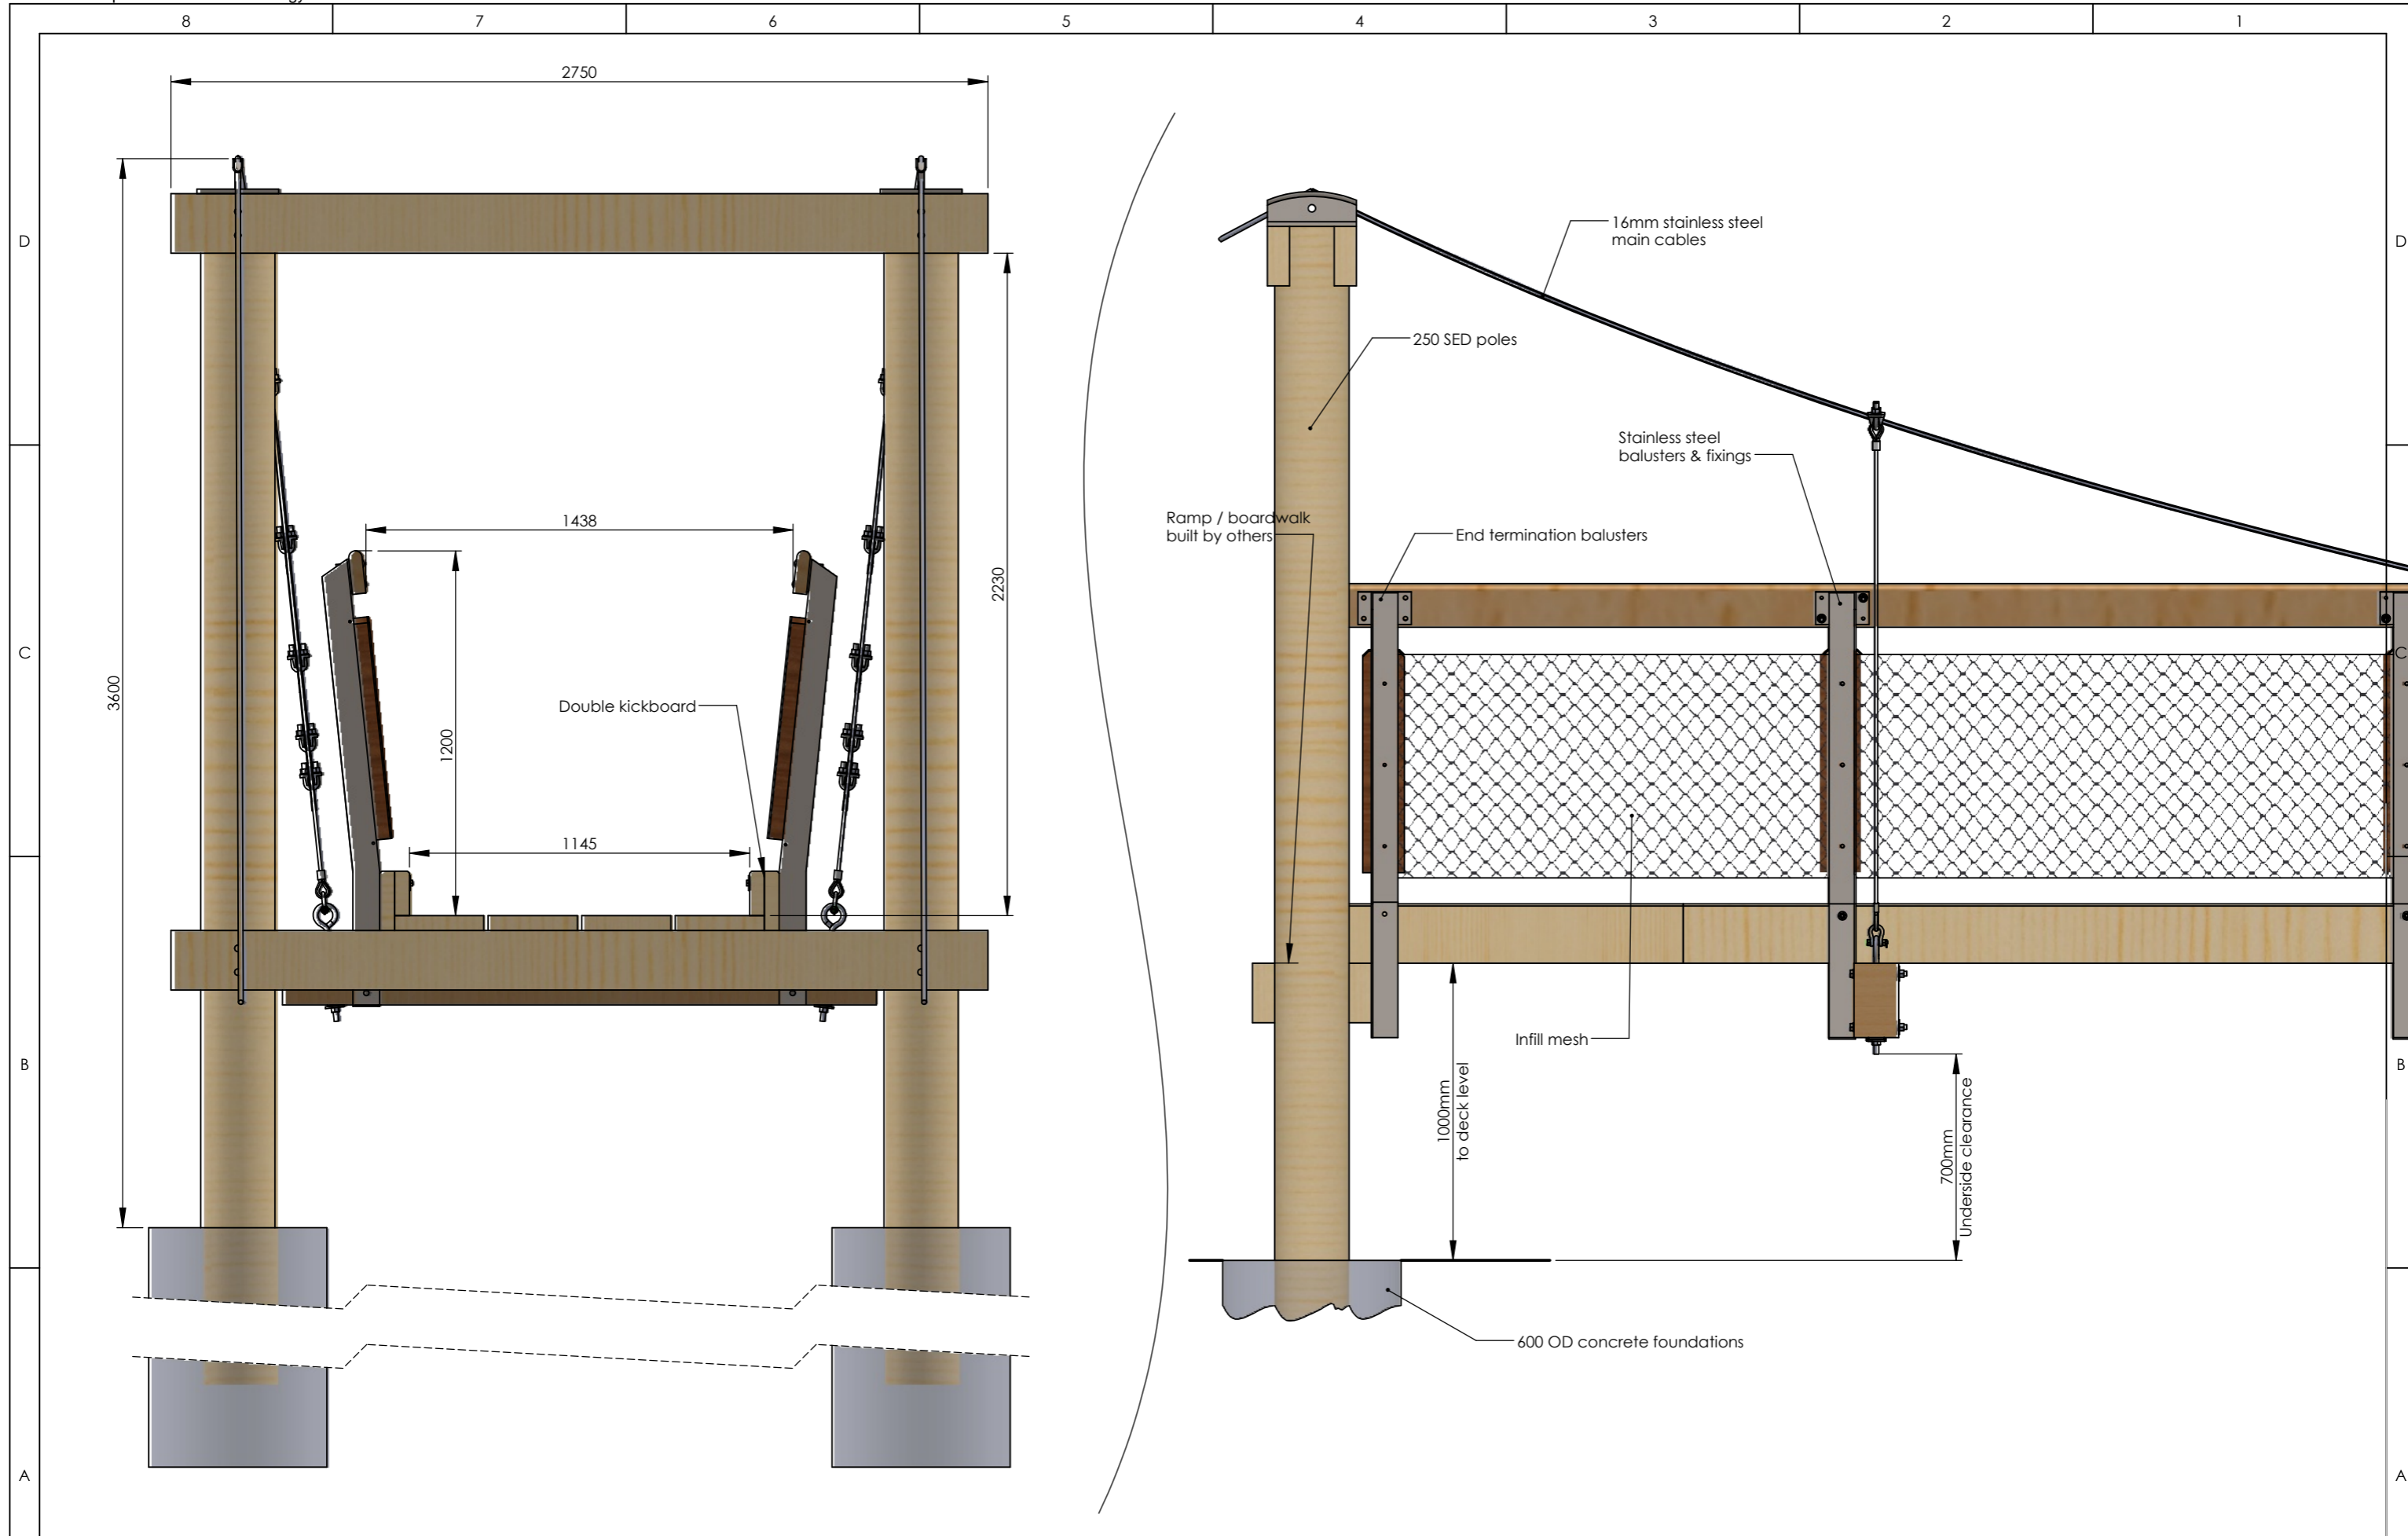 8 7 6 5 4 3 2 1
2750
D
D
16mm stainless steel
main cables
250 SED poles
Stainless steel
balusters & fixings
1438
Ramp / boardwalk
built by others
End termination balusters
2230
C
C
3600
Double kickboard
1200
1145
Infill mesh
B
B
1000mm
to deck level
700mm
Underside clearance
600 OD concrete foundations
A
A